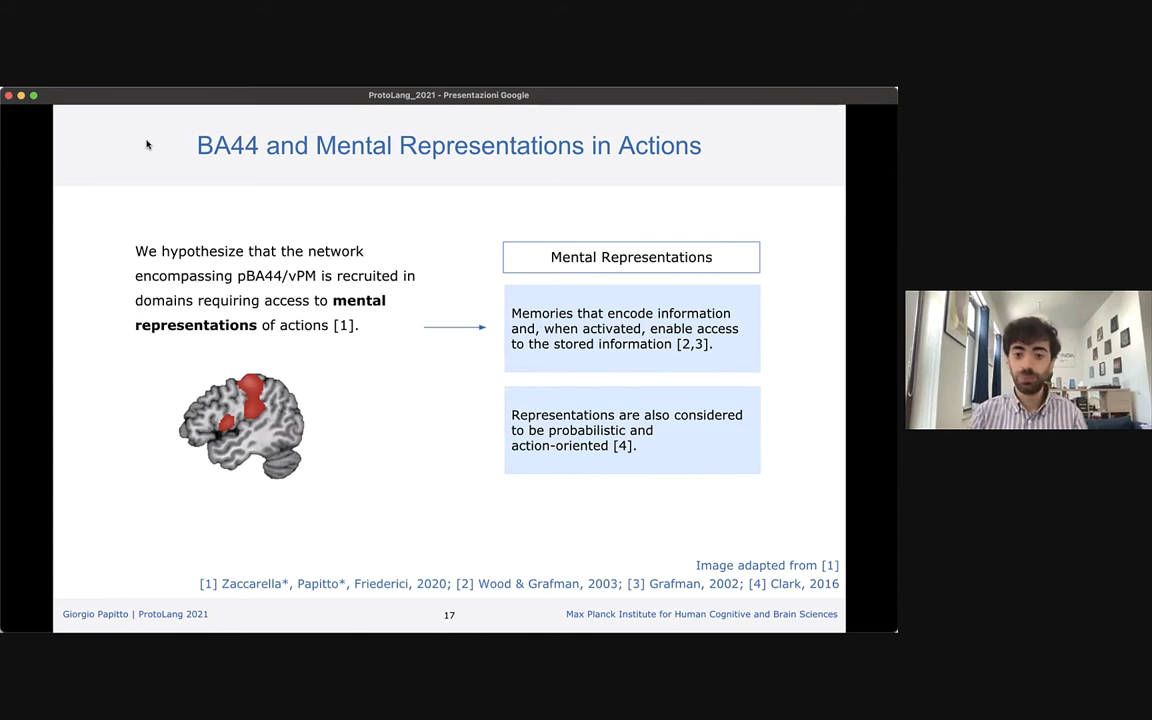 ProtoLang_2021 - Presentazioni Google
BA44 and Mental Representations in Actions
We hypothesize that the network
encompassing pBA44/vPM is recruited in
domains requiring access to mental
representations of actions [1].
Mental Representations
Memories that encode information
and, when activated, enable access
to the stored information [2,3].
Representations are also considered
to be probabilistic and
action-oriented [4].
Image adapted from [1]
[1] Zaccarella*, Papitto*, Friederici, 2020; [2] Wood & Grafman, 2003; [3] Grafman, 2002; [4] Clark, 2016
Giorgio Papitto | ProtoLang 2021
17
Max Planck Institute for Human Cognitive and Brain Sciences